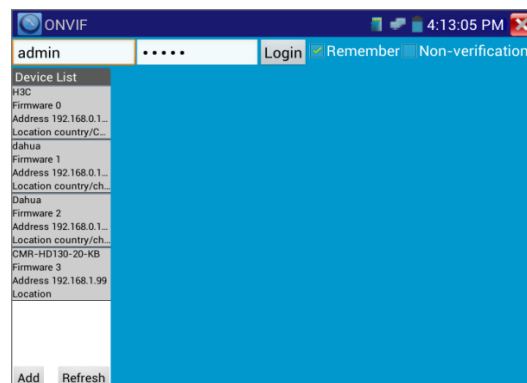 ONVIF 4:13:05 PM
admin ••••• Login Remember Non-verification
Device List
H3C
Firmware 0
Address 192.168.0.1...
Location country/C...
dahua
Firmware 1
Address 192.168.0.1...
Location country/ch...
Dahua
Firmware 2
Address 192.168.0.1...
Location country/ch...
CMR-HD130-20-KB
Firmware 3
Address 192.168.1.99
Location
Add Refresh